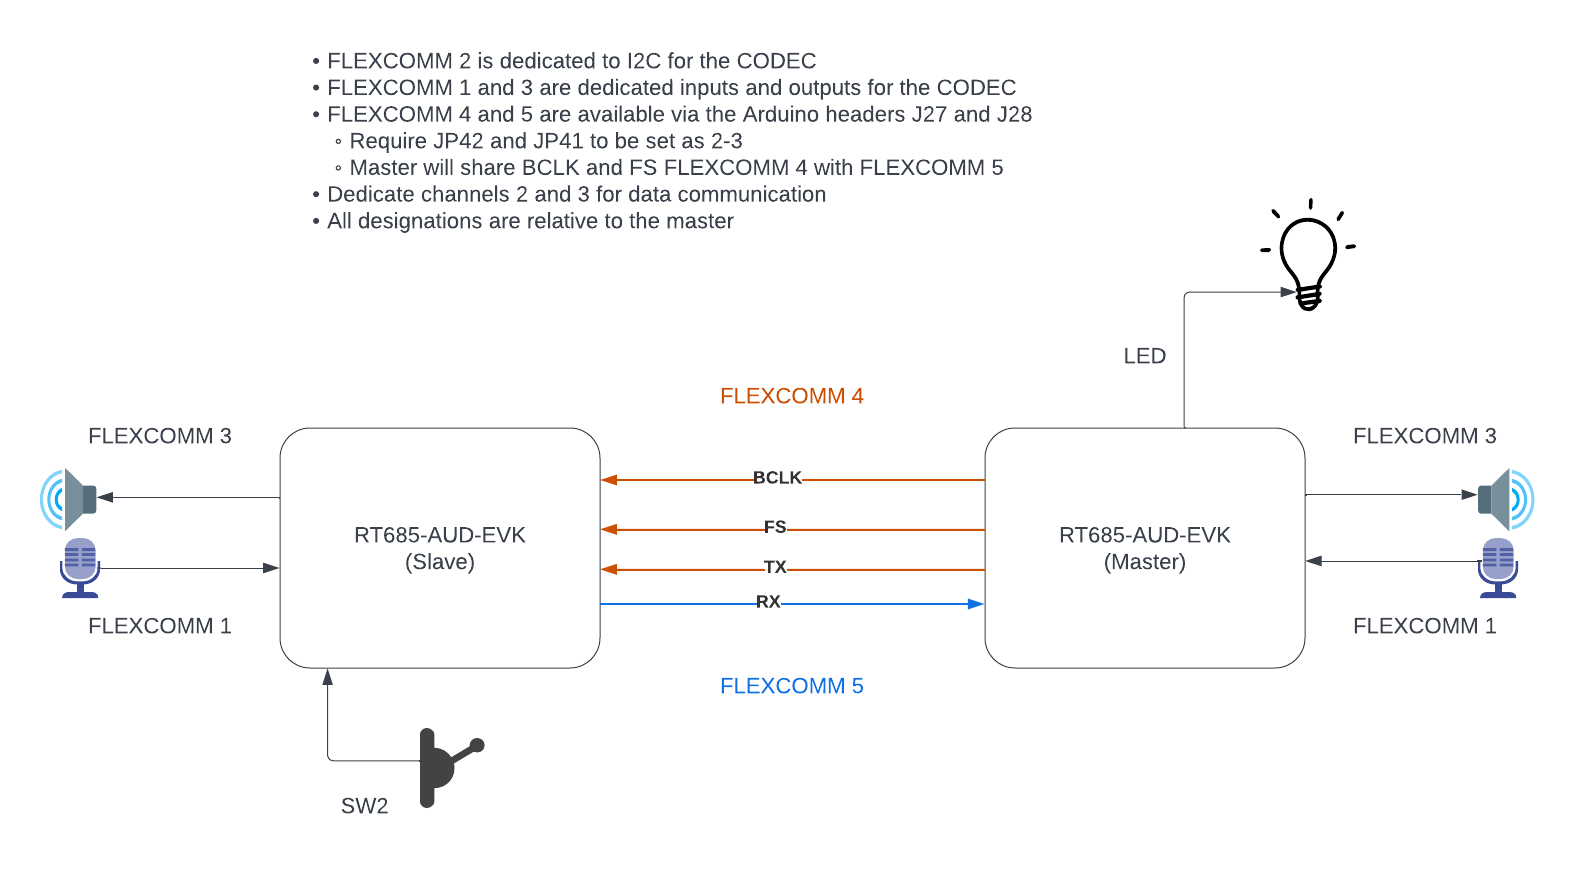 • FLEXCOMM 2 is dedicated to I2C for the CODEC
• FLEXCOMM 1 and 3 are dedicated inputs and outputs for the CODEC
• FLEXCOMM 4 and 5 are available via the Arduino headers J27 and J28
◦ Require JP42 and JP41 to be set as 2-3
◦ Master will share BCLK and FS FLEXCOMM 4 with FLEXCOMM 5
• Dedicate channels 2 and 3 for data communication
• All designations are relative to the master
LED
FLEXCOMM 4
FLEXCOMM 3
FLEXCOMM 3
BCLK
FS
RT685-AUD-EVK
(Slave)
RT685-AUD-EVK
(Master)
TX
RX
FLEXCOMM 1
FLEXCOMM 1
FLEXCOMM 5
SW2